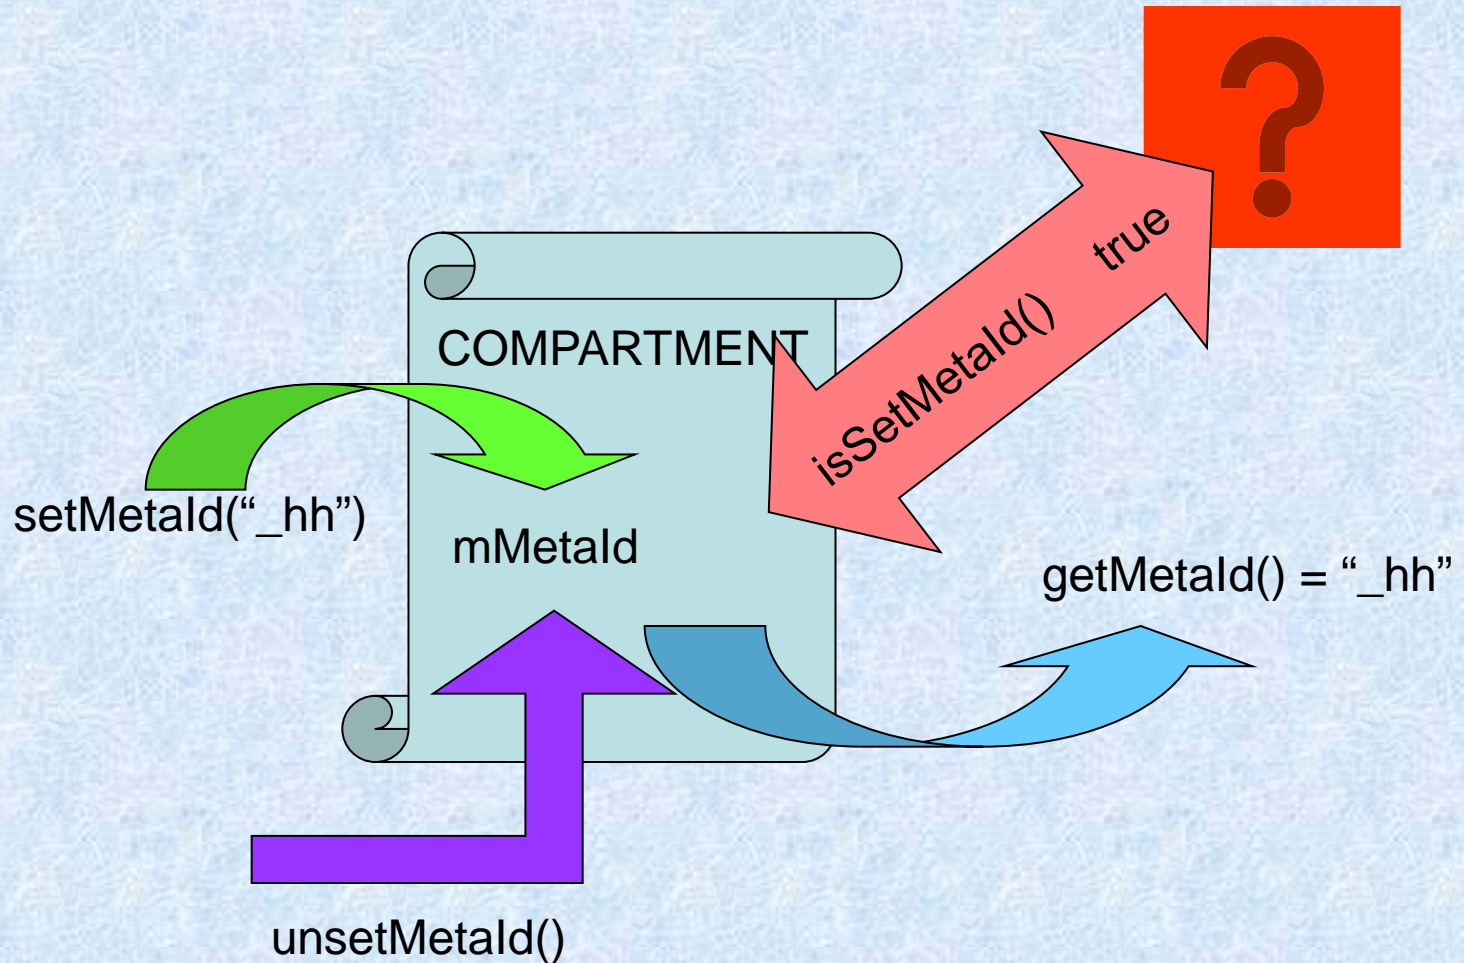 ?
true
isSetMetaId()
COMPARTMENT
setMetaId(“_hh”)
mMetaId
getMetaId() = “_hh”
unsetMetaId()